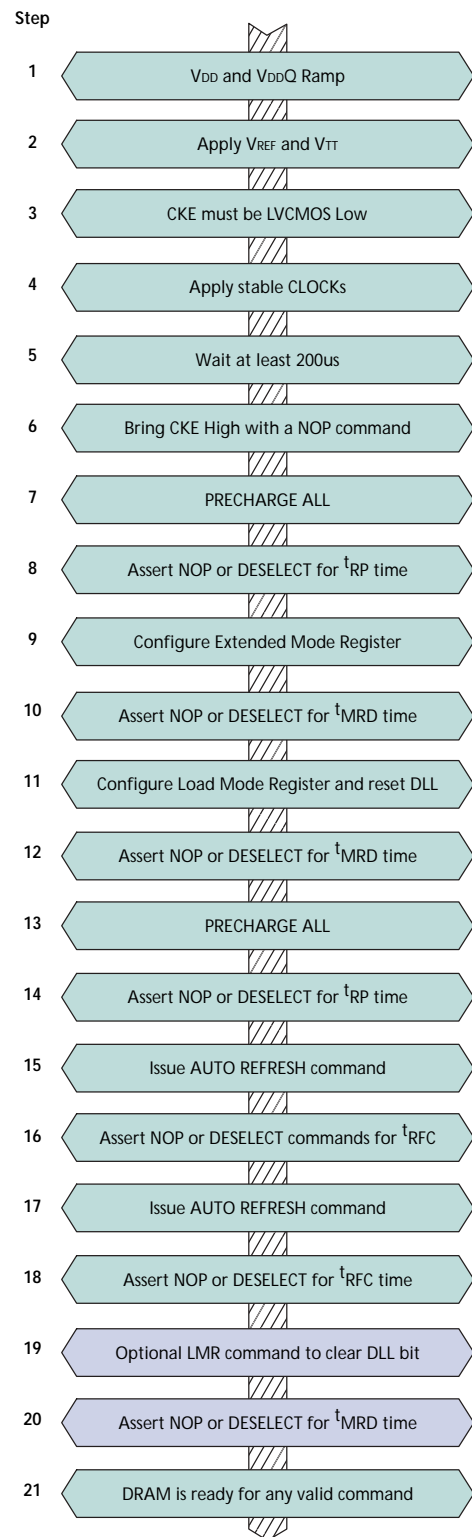 Step
1 VDD and VDDQ Ramp
2 Apply VREF and VTT
3 CKE must be LVCMOS Low
4 Apply stable CLOCKs
5 Wait at least 200us
6 Bring CKE High with a NOP command
7 PRECHARGE ALL
8 Assert NOP or DESELECT for tRP time
9 Configure Extended Mode Register
10 Assert NOP or DESELECT for tMRD time
11 Configure Load Mode Register and reset DLL
12 Assert NOP or DESELECT for tMRD time
13 PRECHARGE ALL
14 Assert NOP or DESELECT for tRP time
15 Issue AUTO REFRESH command
16 Assert NOP or DESELECT commands for tRFC
17 Issue AUTO REFRESH command
18 Assert NOP or DESELECT for tRFC time
19 Optional LMR command to clear DLL bit
20 Assert NOP or DESELECT for tMRD time
21 DRAM is ready for any valid command